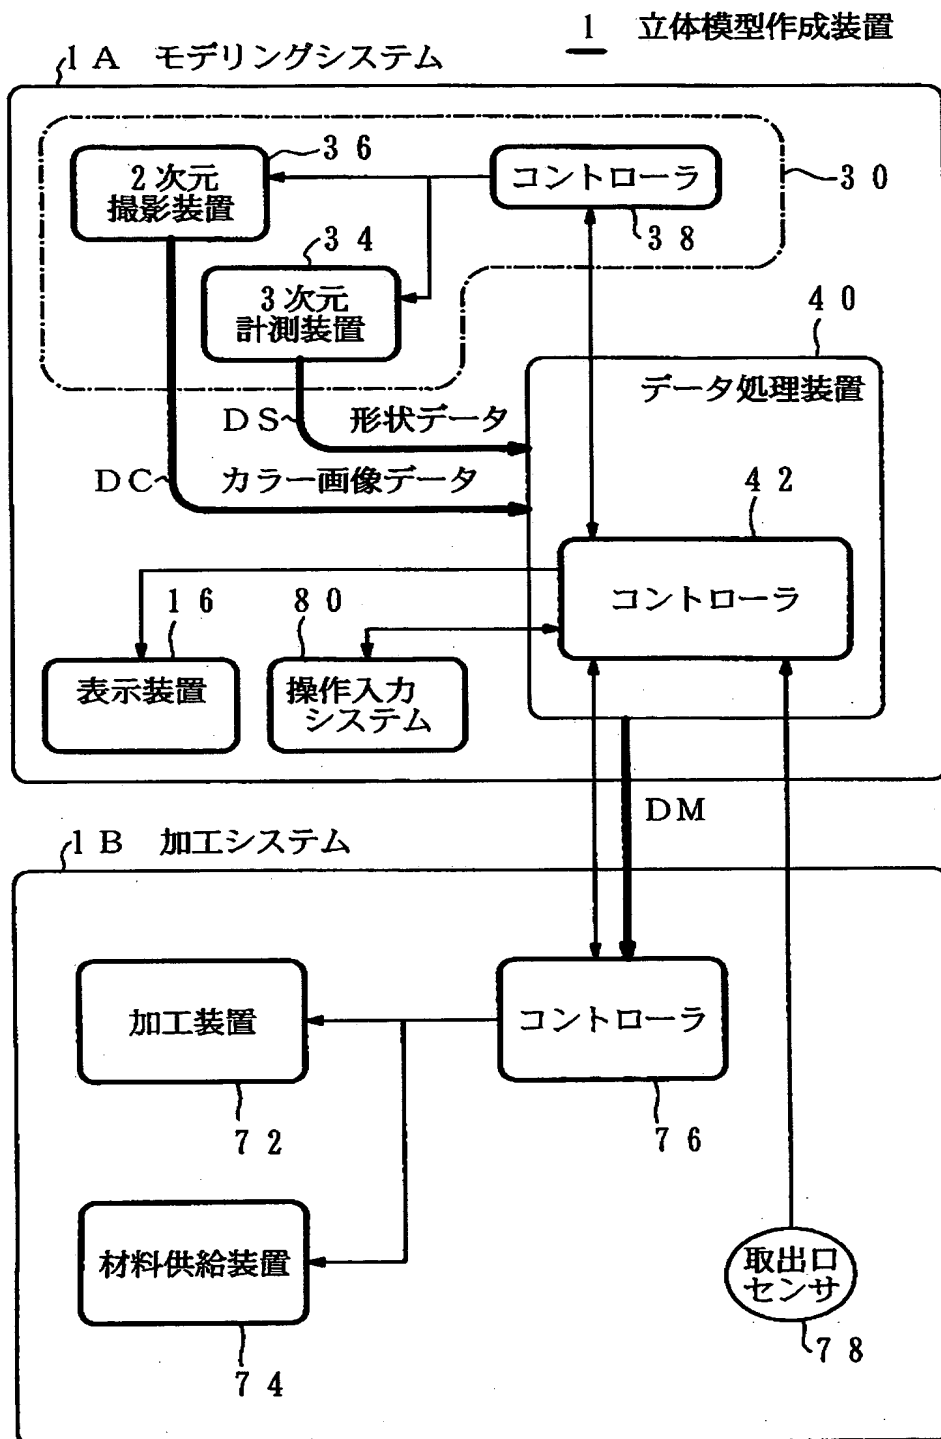 1 立体模型作成装置
1A モデリングシステム
36
2次元
撮影装置
コントローラ
30
38
34
3次元
計測装置
40
データ処理装置
DS 形状データ
DC カラー画像データ
42
コントローラ
16
80
表示装置
操作入力
システム
DM
1B 加工システム
加工装置
コントローラ
72
76
材料供給装置
取出口
センサ
74
78